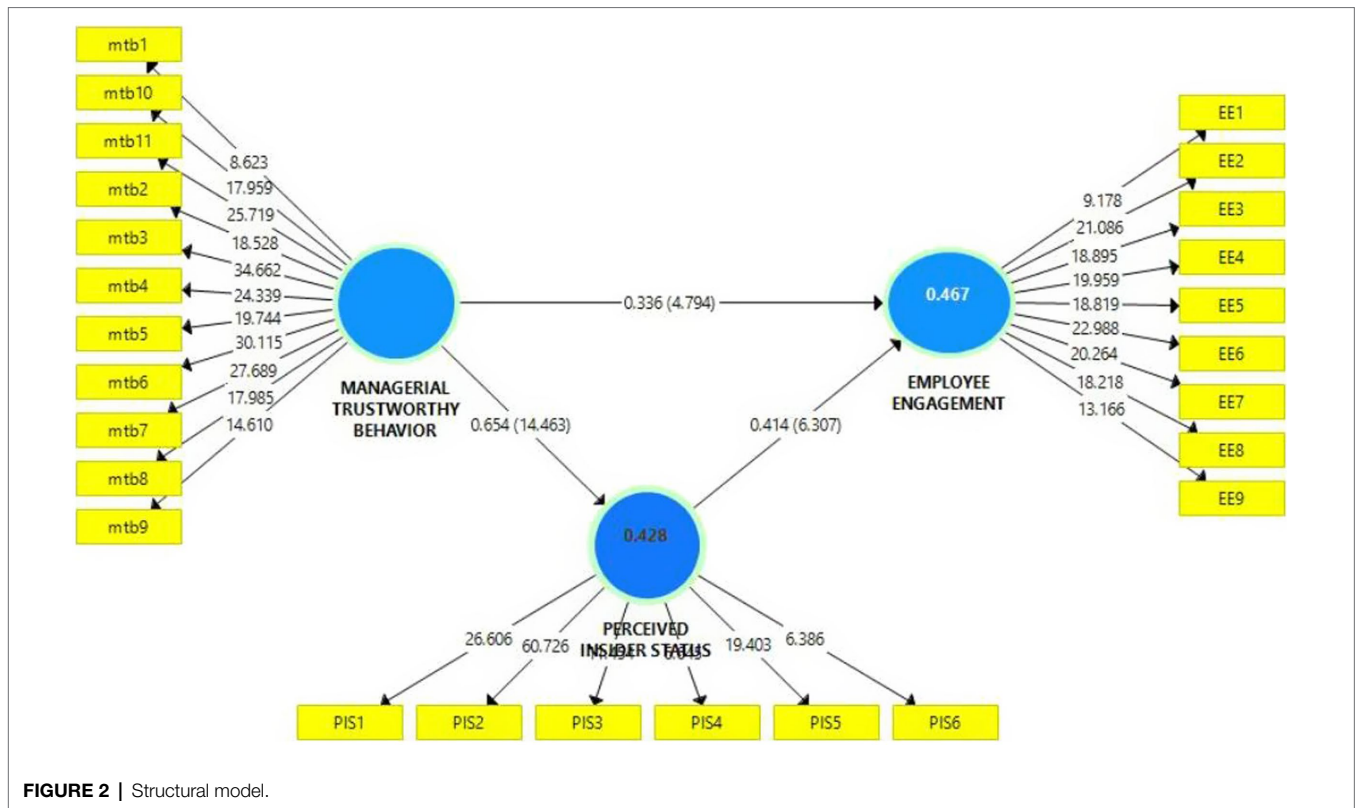 mtb1
mtb10
mtb11
mtb2
mtb3
mtb4
mtb5
mtb6
mtb7
mtb8
mtb9
8.623
17.959
25.719
18.528
34.662
24.339
19.744
30.115
27.689
17.985
14.610
MANAGERIAL
TRUSTWORTHY
BEHAVIOR
0.336 (4.794)
0.654 (14.463)
0.414 (6.307)
0.467
EMPLOYEE
ENGAGEMENT
9.178
21.086
18.895
19.959
18.819
22.988
20.264
18.218
13.166
EE1
EE2
EE3
EE4
EE5
EE6
EE7
EE8
EE9
0.428
PERCEIVED
INSIDER STATUS
26.606
60.726
19.403
6.386
PIS1
PIS2
PIS3
PIS4
PIS5
PIS6
FIGURE 2 | Structural model.